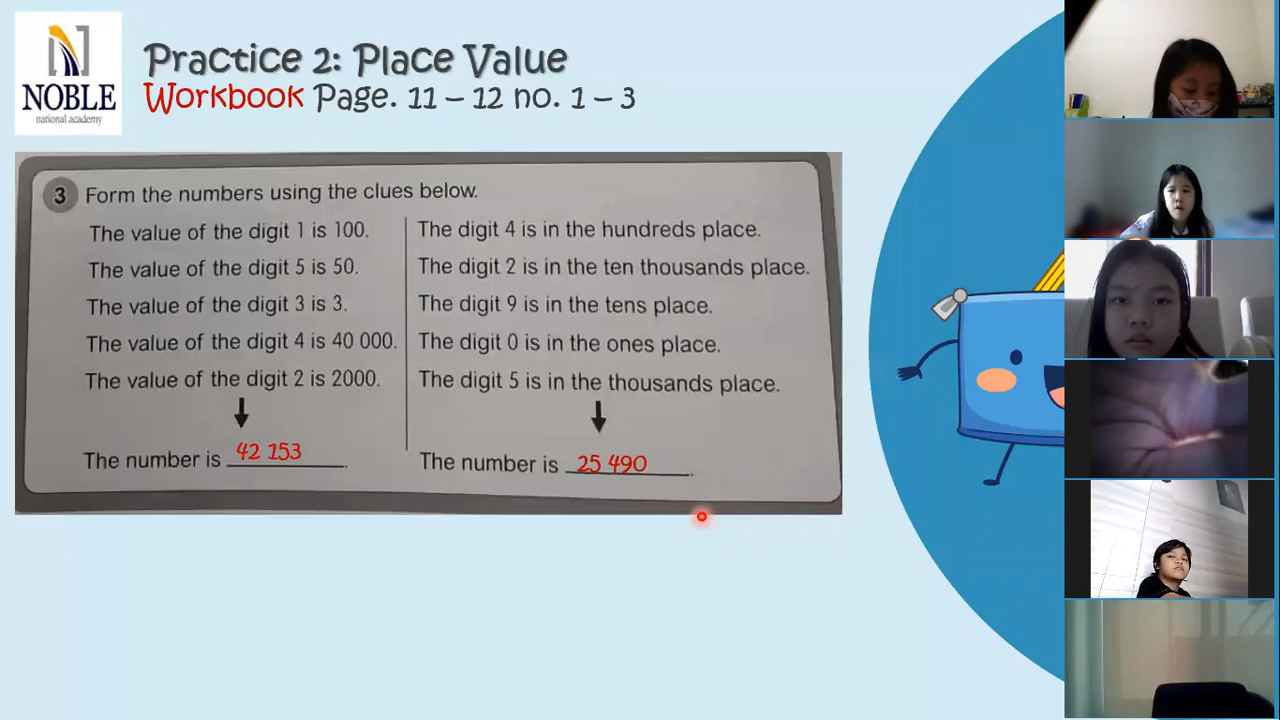 NOBLE
national academy
Practice 2: Place Value
Workbook Page. 11 – 12 no. 1 – 3
3 Form the numbers using the clues below.
The value of the digit 1 is 100.
The value of the digit 5 is 50.
The value of the digit 3 is 3.
The value of the digit 4 is 40 000.
The value of the digit 2 is 2000.
The number is 42 153.
The digit 4 is in the hundreds place.
The digit 2 is in the ten thousands place.
The digit 9 is in the tens place.
The digit 0 is in the ones place.
The digit 5 is in the thousands place.
The number is 25 490.